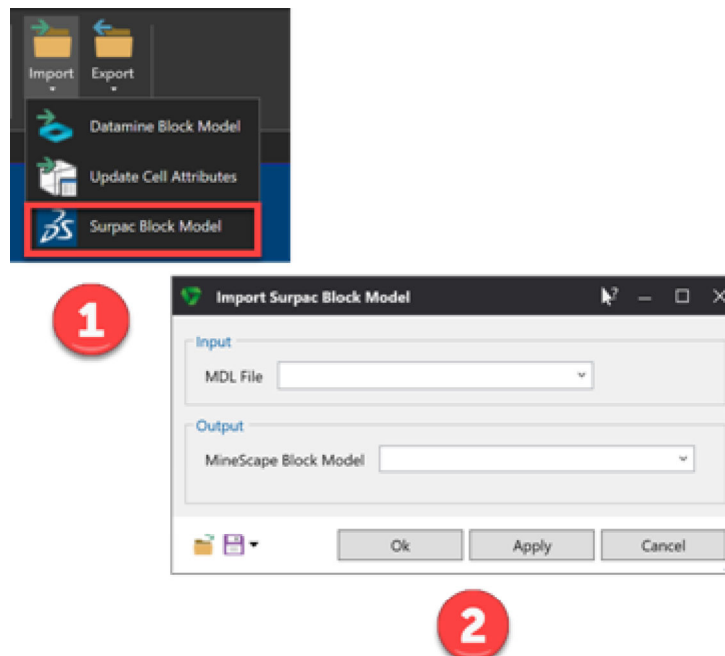 Import Export
Datamine Block Model
Update Cell Attributes
Surpac Block Model
1
Import Surpac Block Model
Input
MDL File
Output
MineScape Block Model
Ok Apply Cancel
2